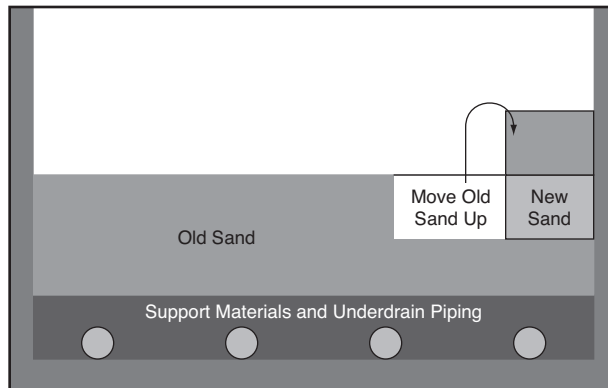 Move Old
Sand Up
New
Sand
Old Sand
Support Materials and Underdrain Piping